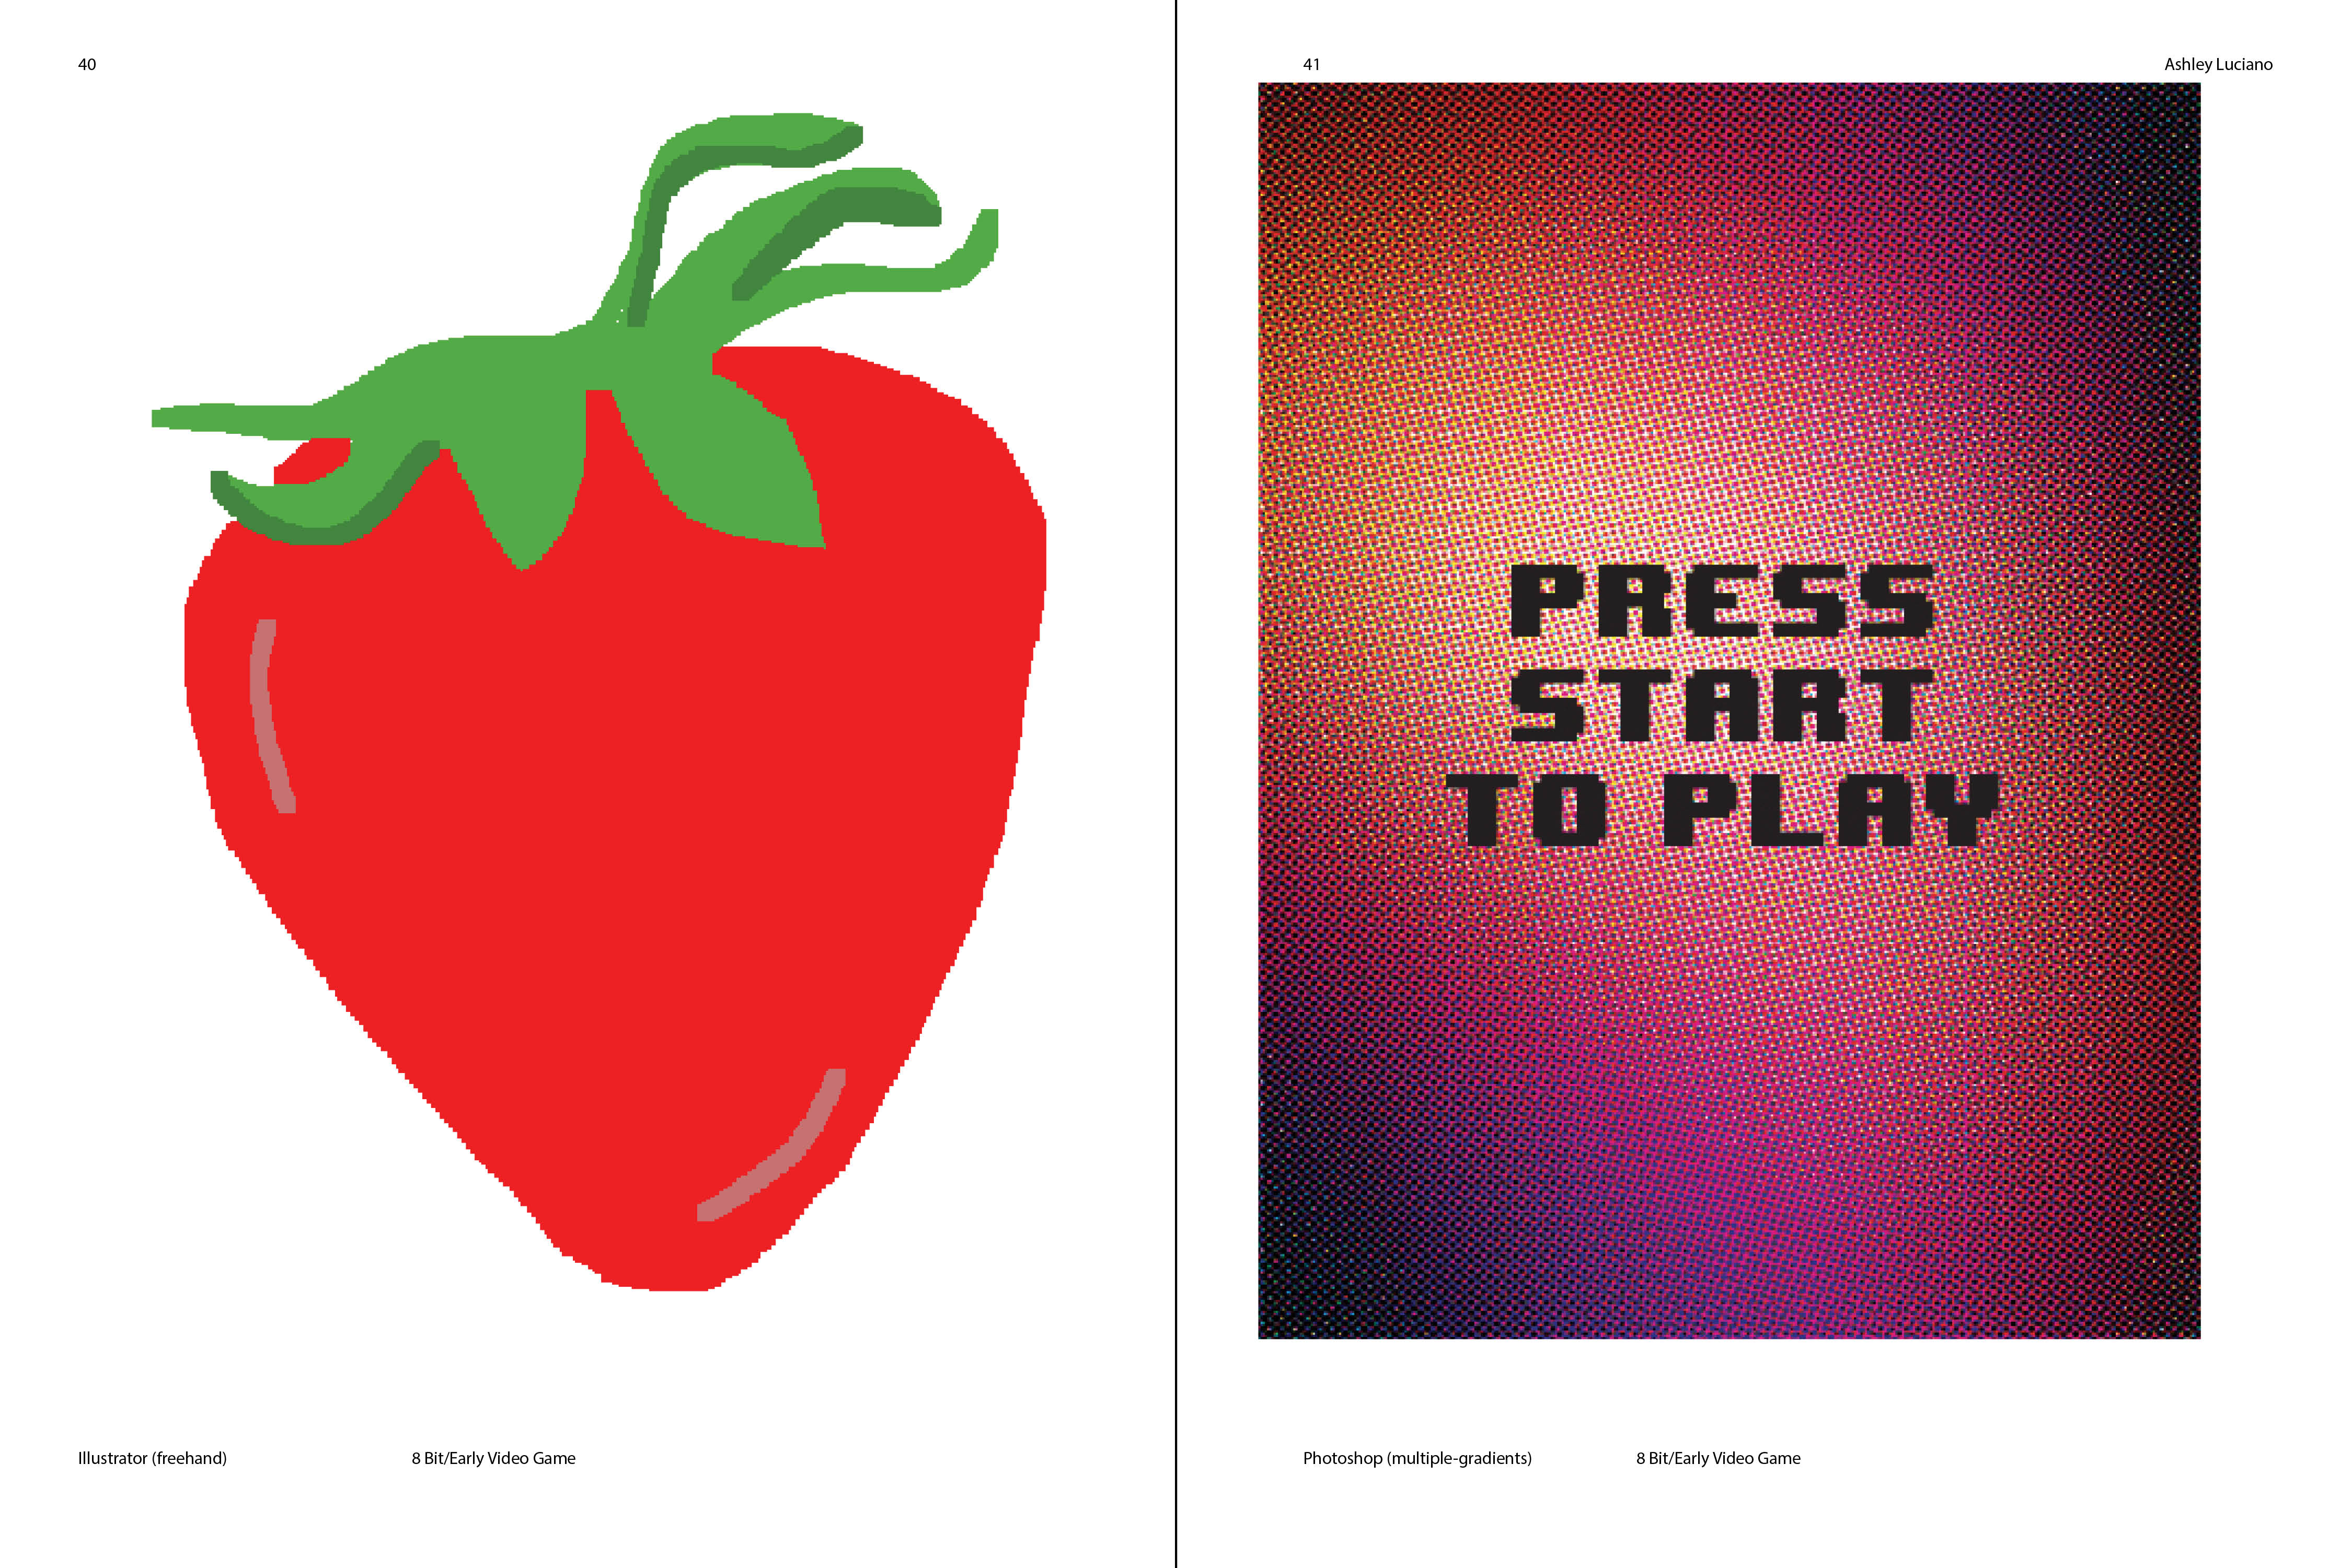 40
Illustrator (freehand)
8 Bit/Early Video Game
41
Ashley Luciano
PRESS
START
TO PLAY
Photoshop (multiple-gradients)
8 Bit/Early Video Game